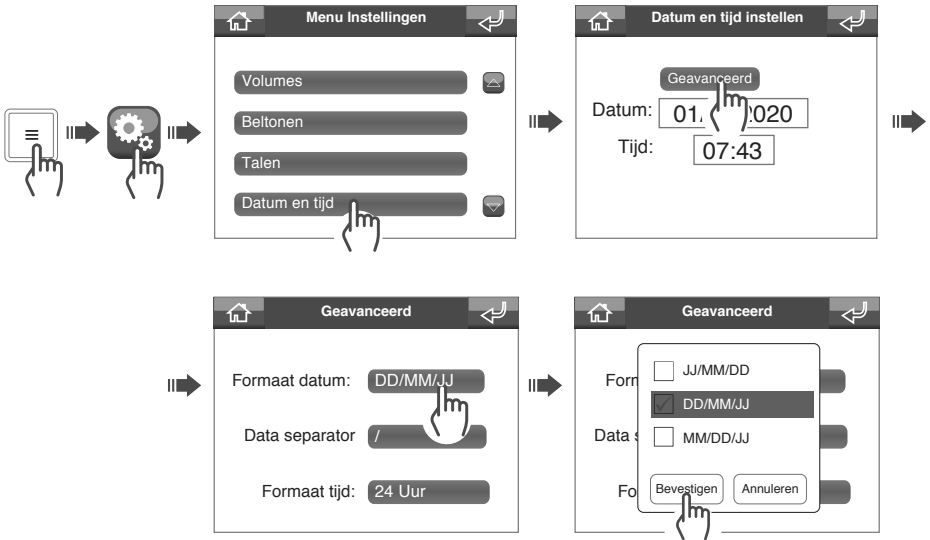 Menu Instellingen
Volumes
Beltonen
Talen
Datum en tijd
Datum en tijd instellen
Geavanceerd
Datum: 01/ 2020
Tijd: 07:43
Geavanceerd
Formaat datum: DD/MM/JJ
Data separator /
Formaat tijd: 24 Uur
Geavanceerd
JJ/MM/DD
DD/MM/JJ
MM/DD/JJ
Bevestigen Annuleren